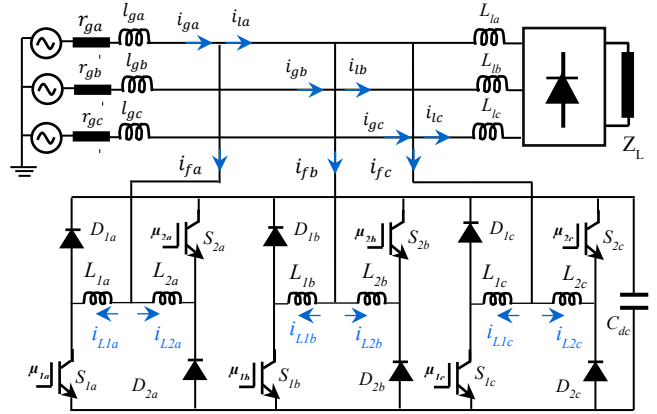 r_ga l_ga i_ga i_la L_la
r_gb l_gb i_gb i_lb L_lb
r_gc l_gc i_gc i_lc L_lc
Z_L
i_fa i_fb i_fc
D_1a μ_2a S_2a D_1b μ_2b S_2b D_1c μ_2c S_2c
L_1a L_2a L_1b L_2b L_1c L_2c
C_dc
i_L1a i_L2a i_L1b i_L2b i_L1c i_L2c
μ_1a S_1a D_2a μ_1b S_1b D_2b μ_1c S_1c D_2c